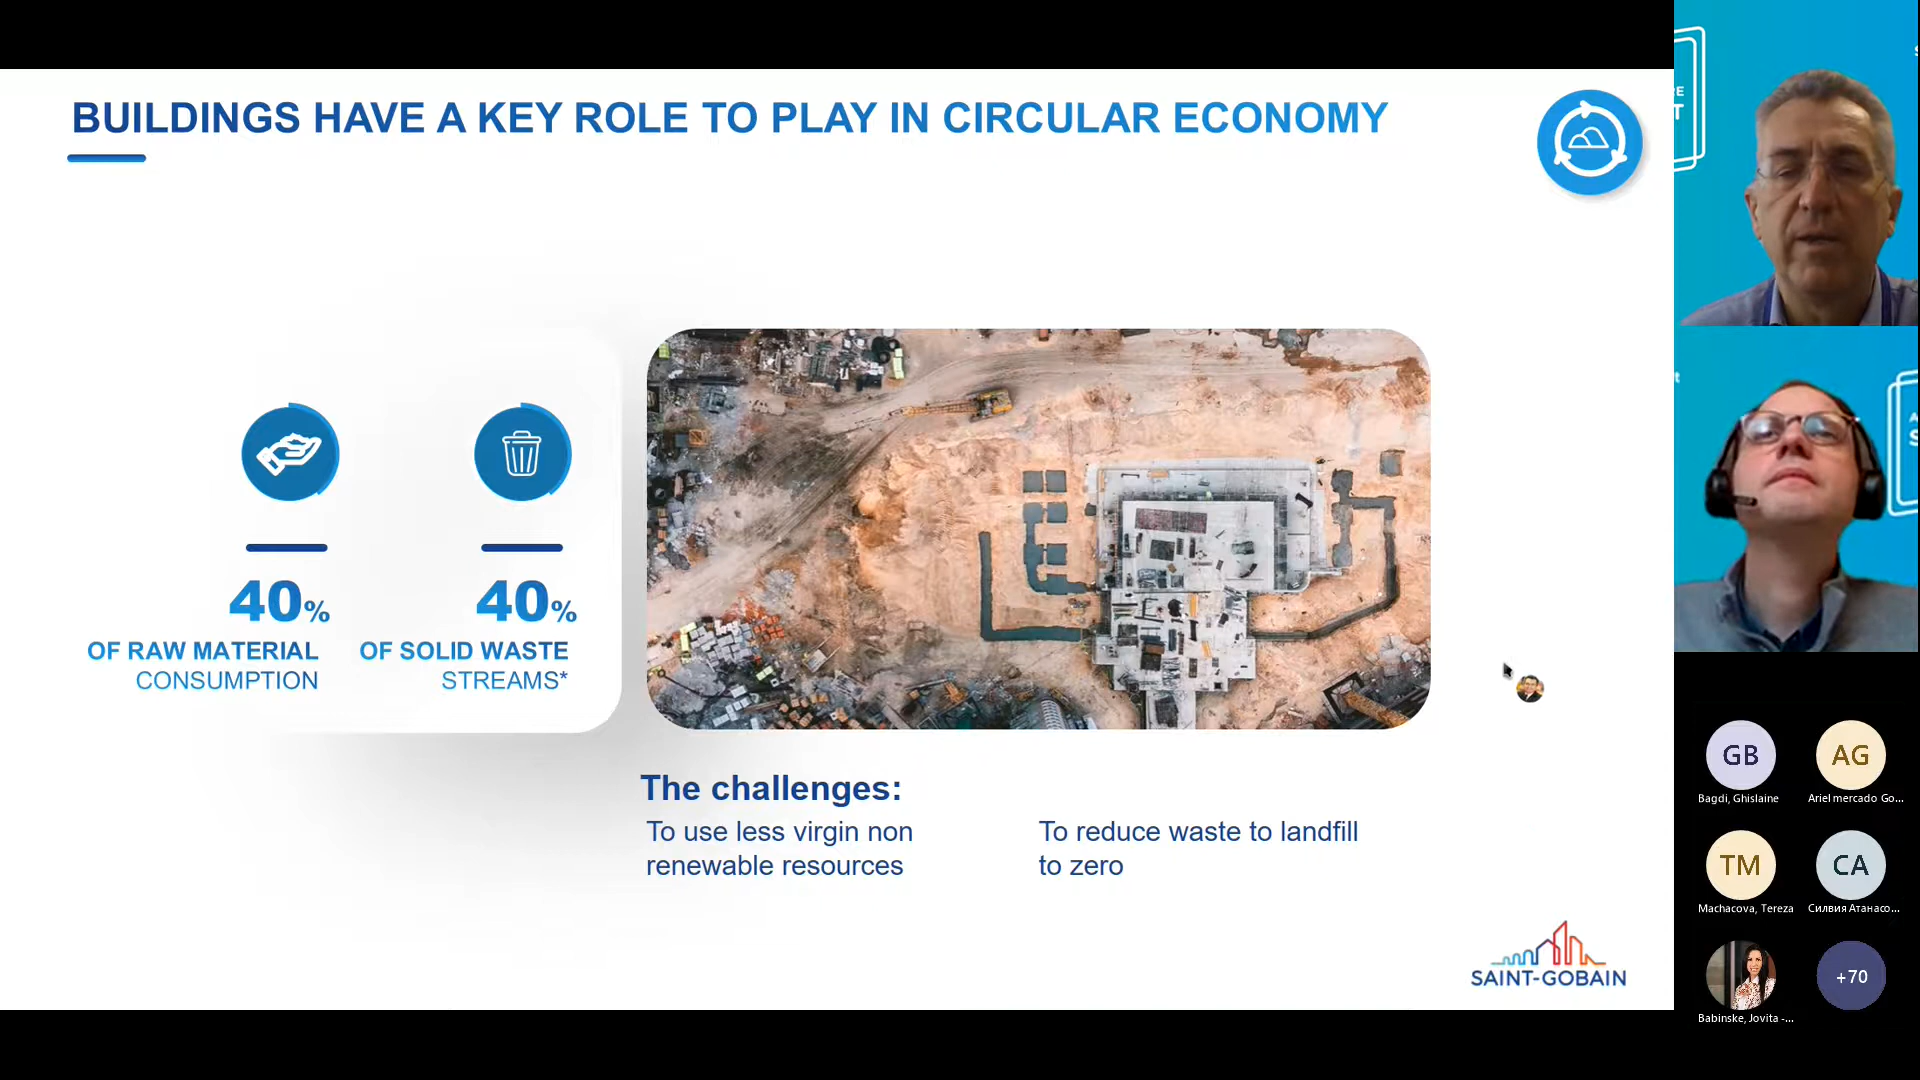 BUILDINGS HAVE A KEY ROLE TO PLAY IN CIRCULAR ECONOMY
40%
OF RAW MATERIAL
CONSUMPTION
40%
OF SOLID WASTE
STREAMS*
The challenges:
To use less virgin non
renewable resources
To reduce waste to landfill
to zero
SAINT-GOBAIN
GB
Bagdi, Ghislaine
AG
Ariel mercado Go...
TM
Machacova, Tereza
CA
Силвия Атанасо...
Babinske, Jovita -...
+70